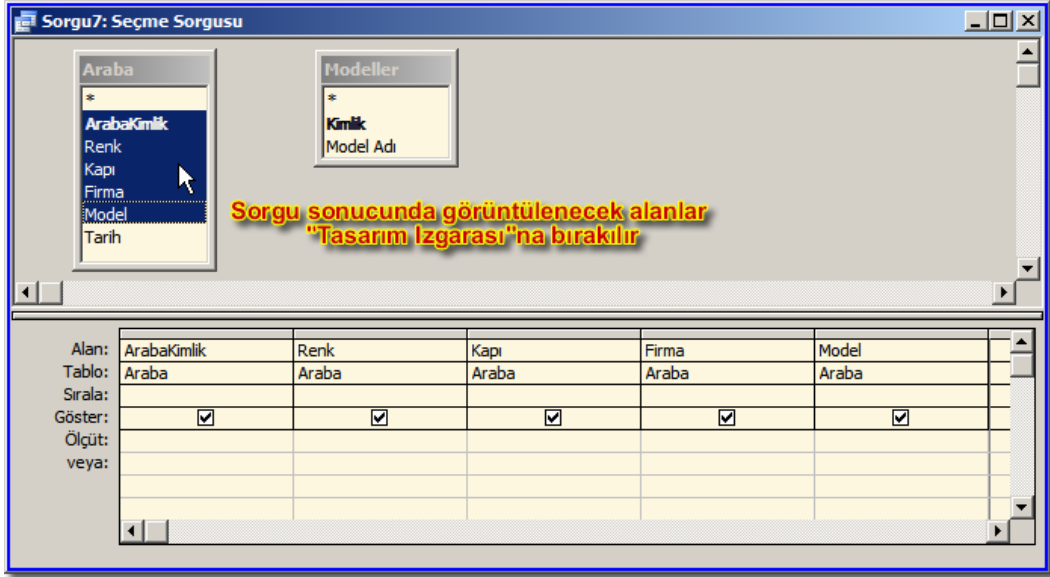 Sorgu7: Seçme Sorgusu
Araba
*
ArabaKimlik
Renk
Kapı
Firma
Model
Tarih
Modeller
*
Kimlik
Model Adı
Sorgu sonucunda görüntülenecek alanlar
"Tasarım Izgarası"na bırakılır
Alan: ArabaKimlik Renk Kapı Firma Model
Tablo: Araba Araba Araba Araba Araba
Sırala:
Göster:
Ölçüt:
veya: